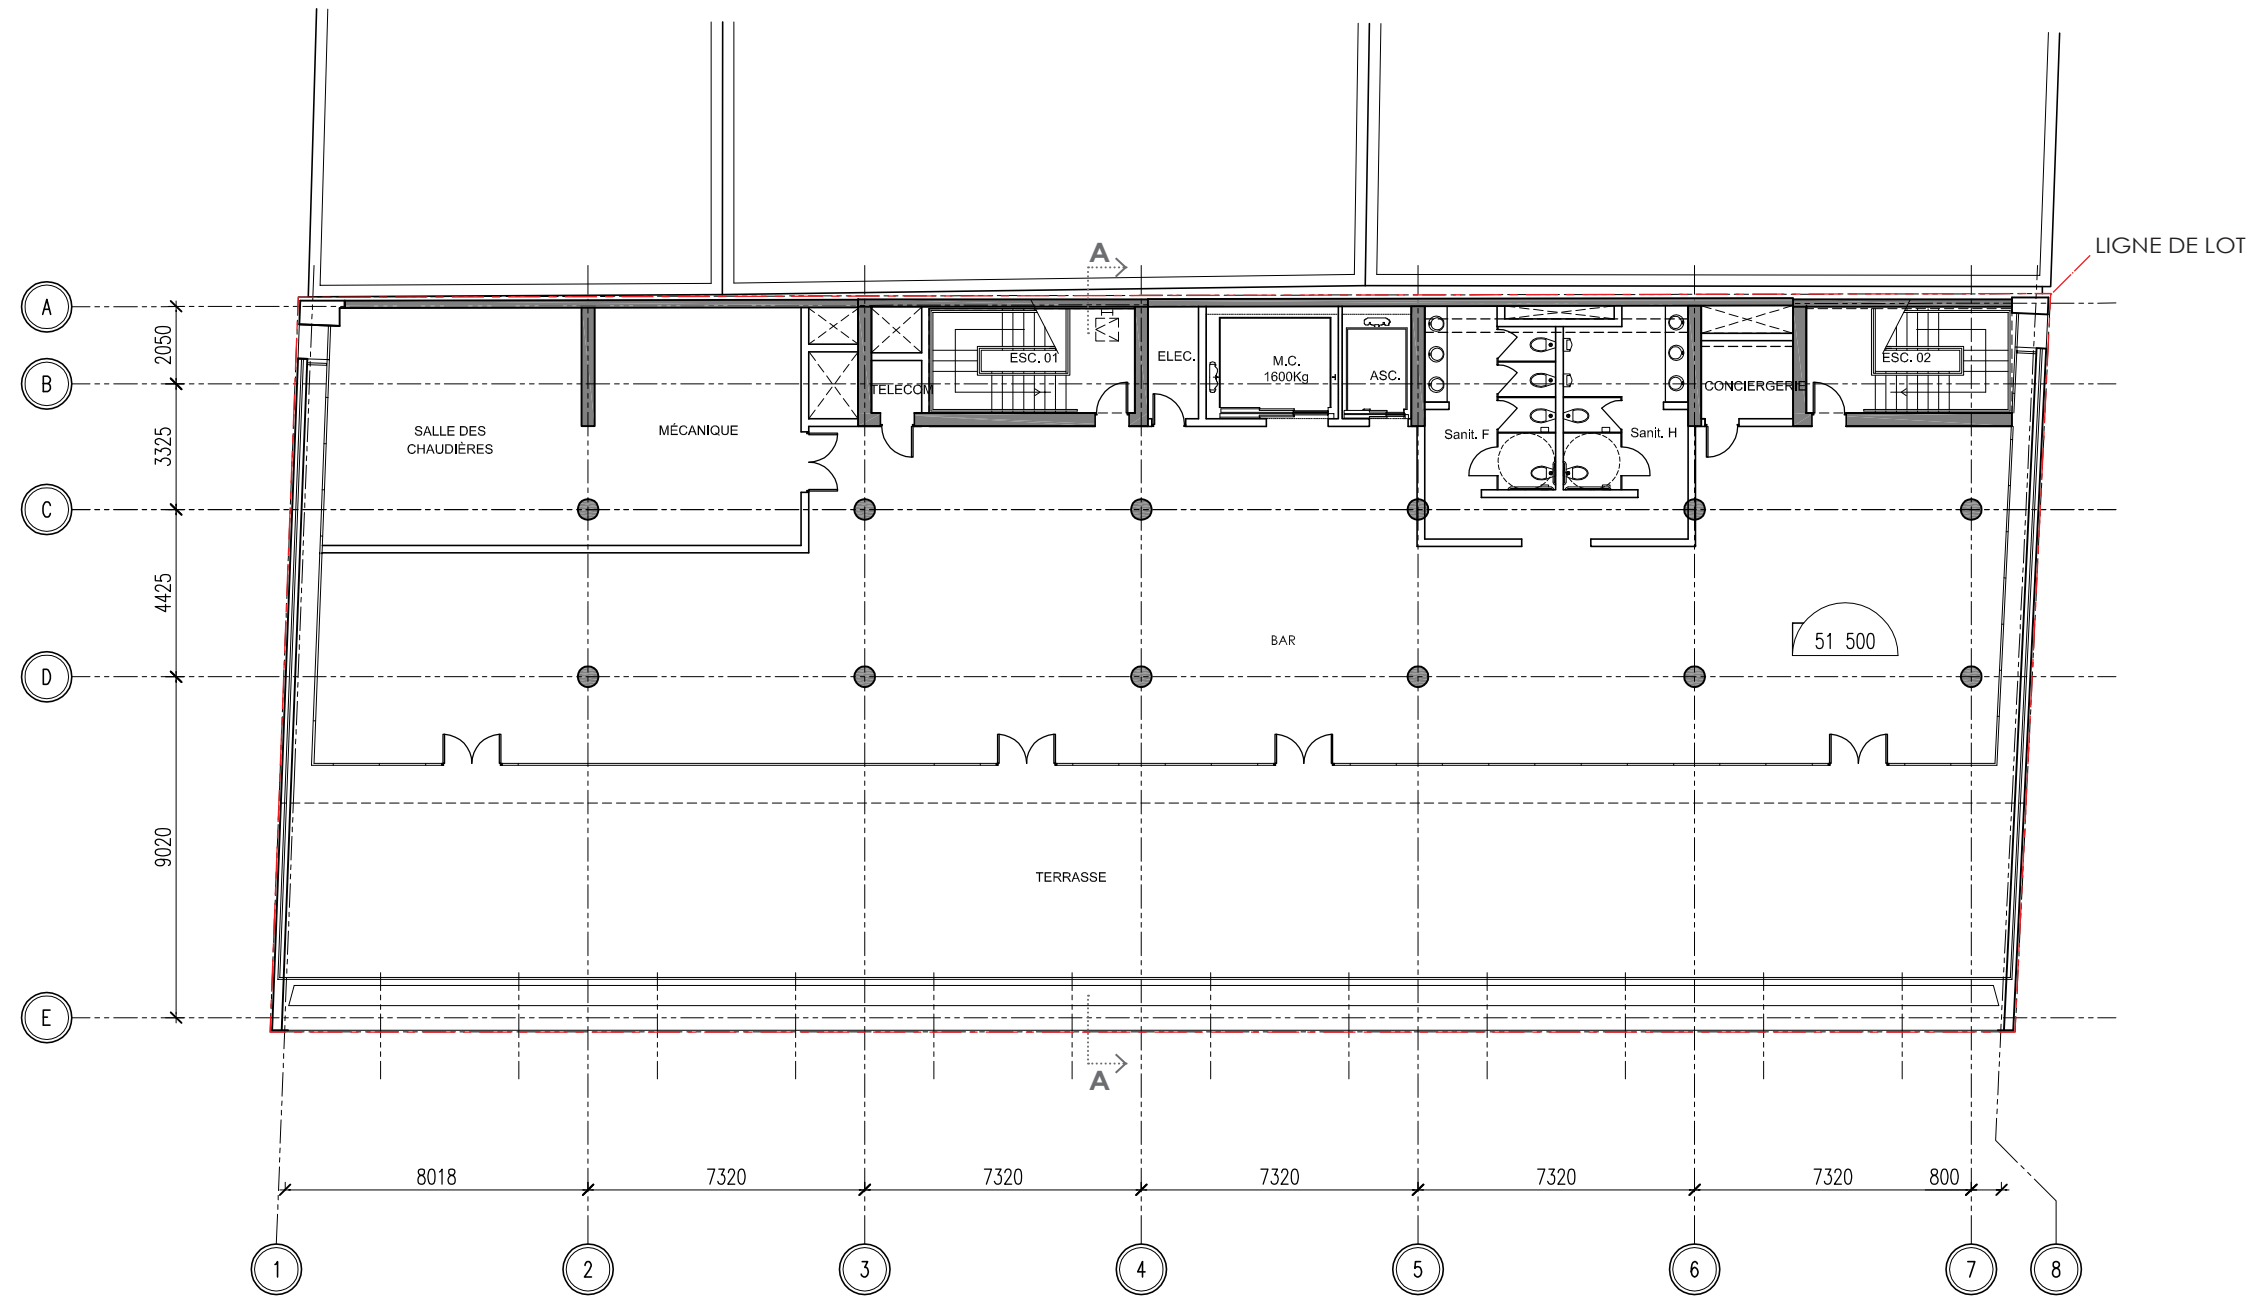 A
LIGNE DE LOT
A
2050
ESC. 01
ELEC.
M.C.
1600Kg
ASC.
ESC. 02
B
TELECOM
CONCIERGERIE
3325
SALLE DES
CHAUDIÈRES
MÉCANIQUE
Sanit. F
Sanit. H
C
4425
BAR
51 500
D
9020
TERRASSE
E
A
8018
7320
7320
7320
7320
7320
800
1
2
3
4
5
6
7
8